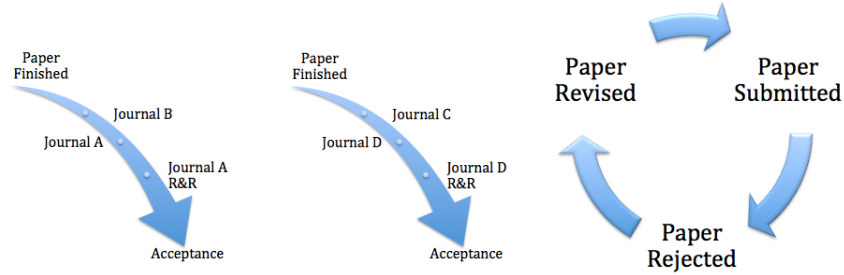 Paper
Finished
Journal B
Journal A
Journal A
R&R
Acceptance
Paper
Finished
Journal C
Journal D
Journal D
R&R
Acceptance
Paper
Revised
Paper
Submitted
Paper
Rejected